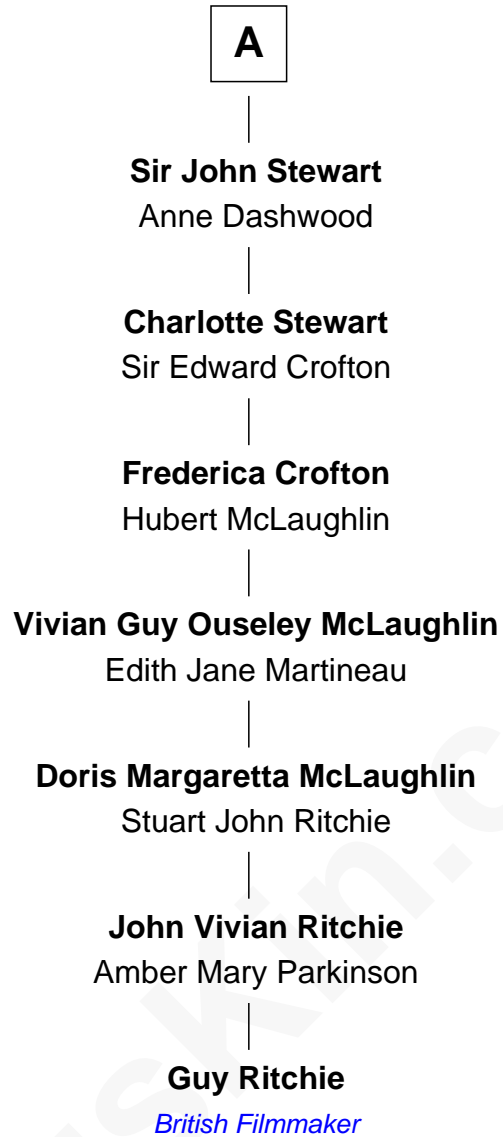 A
Sir John Stewart
Anne Dashwood
Charlotte Stewart
Sir Edward Crofton
Frederica Crofton
Hubert McLaughlin
Vivian Guy Ouseley McLaughlin
Edith Jane Martineau
Doris Margaretta McLaughlin
Stuart John Ritchie
John Vivian Ritchie
Amber Mary Parkinson
Guy Ritchie
British Filmmaker